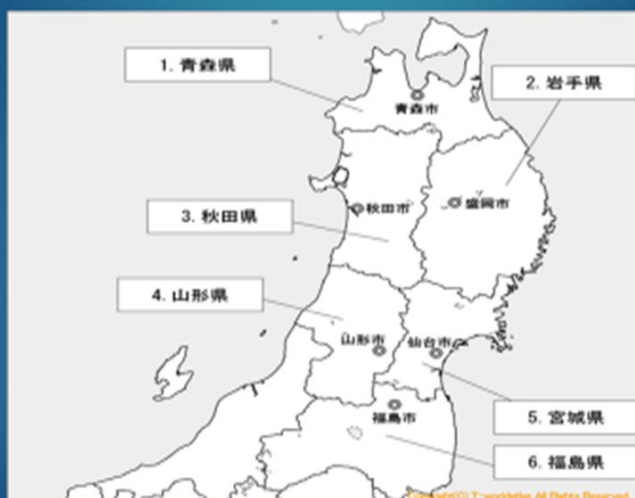 1. 青森県
2. 岩手県
青森市
秋田市
盛岡市
3. 秋田県
4. 山形県
山形市
仙台市
5. 宮城県
福島市
6. 福島県